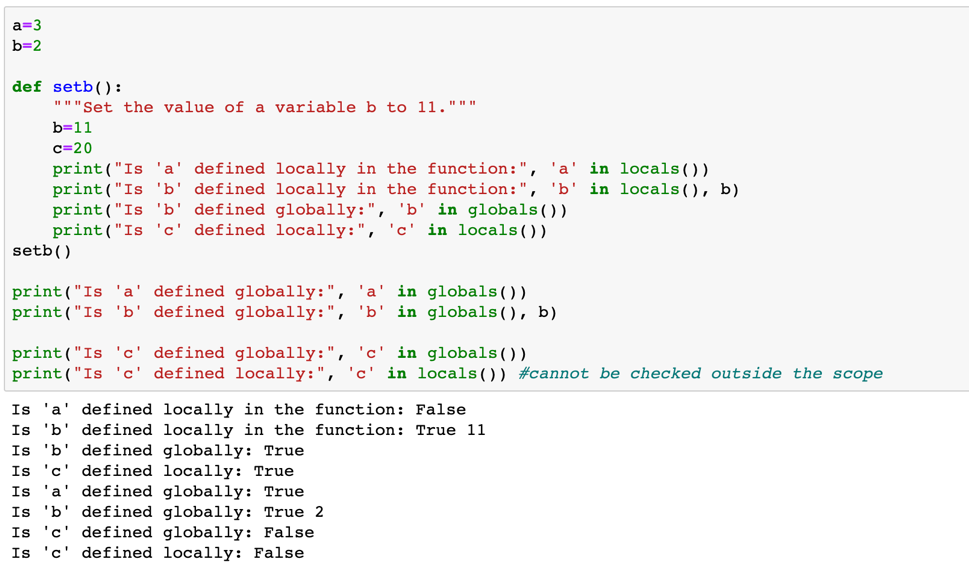 a=3
b=2
def setb():
    """Set the value of a variable b to 11."""
    b=11
    c=20
    print("Is 'a' defined locally in the function:", 'a' in locals())
    print("Is 'b' defined locally in the function:", 'b' in locals(), b)
    print("Is 'b' defined globally:", 'b' in globals())
    print("Is 'c' defined locally:", 'c' in locals())
setb()
print("Is 'a' defined globally:", 'a' in globals())
print("Is 'b' defined globally:", 'b' in globals(), b)
print("Is 'c' defined globally:", 'c' in globals())
print("Is 'c' defined locally:", 'c' in locals()) #cannot be checked outside the scope
Is 'a' defined locally in the function: False
Is 'b' defined locally in the function: True 11
Is 'b' defined globally: True
Is 'c' defined locally: True
Is 'a' defined globally: True
Is 'b' defined globally: True 2
Is 'c' defined globally: False
Is 'c' defined locally: False